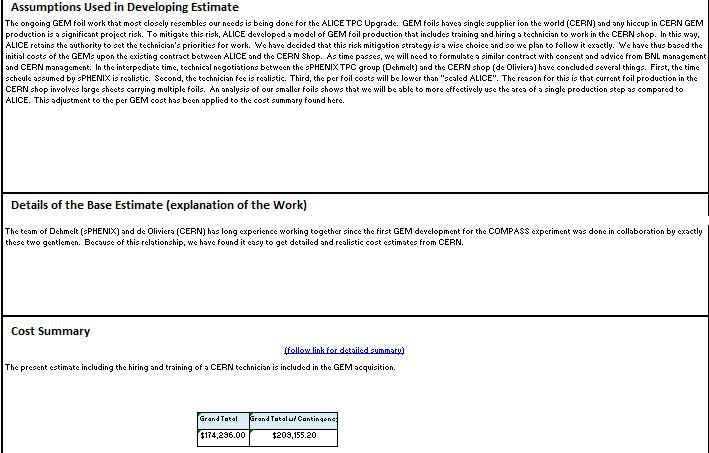 Assumptions Used in Developing Estimate
The ongoing GEM foil work that most closely resembles our needs is being done for the ALICE TPC Upgrade. GEM foils havea single supplier ion the world (CERN) and any hiccup in CERN GEM
production is a significant project risk. To mitigate this risk, ALICE developed a model of GEM foil production that includes training and hiring a technician to work in the CERN shop. In this way,
ALICE retains the authority to set the technician's priorities for work. We have decided that this risk mitigation strategy is a wise choice and so we plan to follow it exactly. We have thus based the
initial costs of the GEMs upon the existing contract between ALICE and the CERN Shop. As time passes, we will need to formulate a similar contract with consent and advice from BNL management
and CERN management. In the interpediate time, technical negotiations between the sPHENIX TPC group (Dehmelt) and the CERN shop (de Oliviera) have concluded several things. First, the time
scheule assumed by sPHENIX is realistic. Second, the technician fee is realistic. Third, the per foil costs will be lower than "scaled ALICE". The reason for this is that current foil production in the
CERN shop involves large sheets carrying multiple foils. An analysis of our smaller foils shows that we will be able to more effectively use the area of a single production step as compared to
ALICE. This adjustment to the per GEM cost has been applied to the cost summary found here.
Details of the Base Estimate (explanation of the Work)
The team of Dehmelt (sPHENIX) and de Oliviera (CERN) has long experience working together since the first GEM development for the COMPASS experiment was done in collaboration by exactly
these two gentlemen. Because of this relationship, we have found it easy to get detailed and realistic cost estimates from CERN.
Cost Summary
(follow link for detailed summary)
The present estimate including the hiring and training of a CERN technician is included in the GEM acquisition.
Grand Total Grand Total w/ Contingency
$174,296.00 $209,155.20